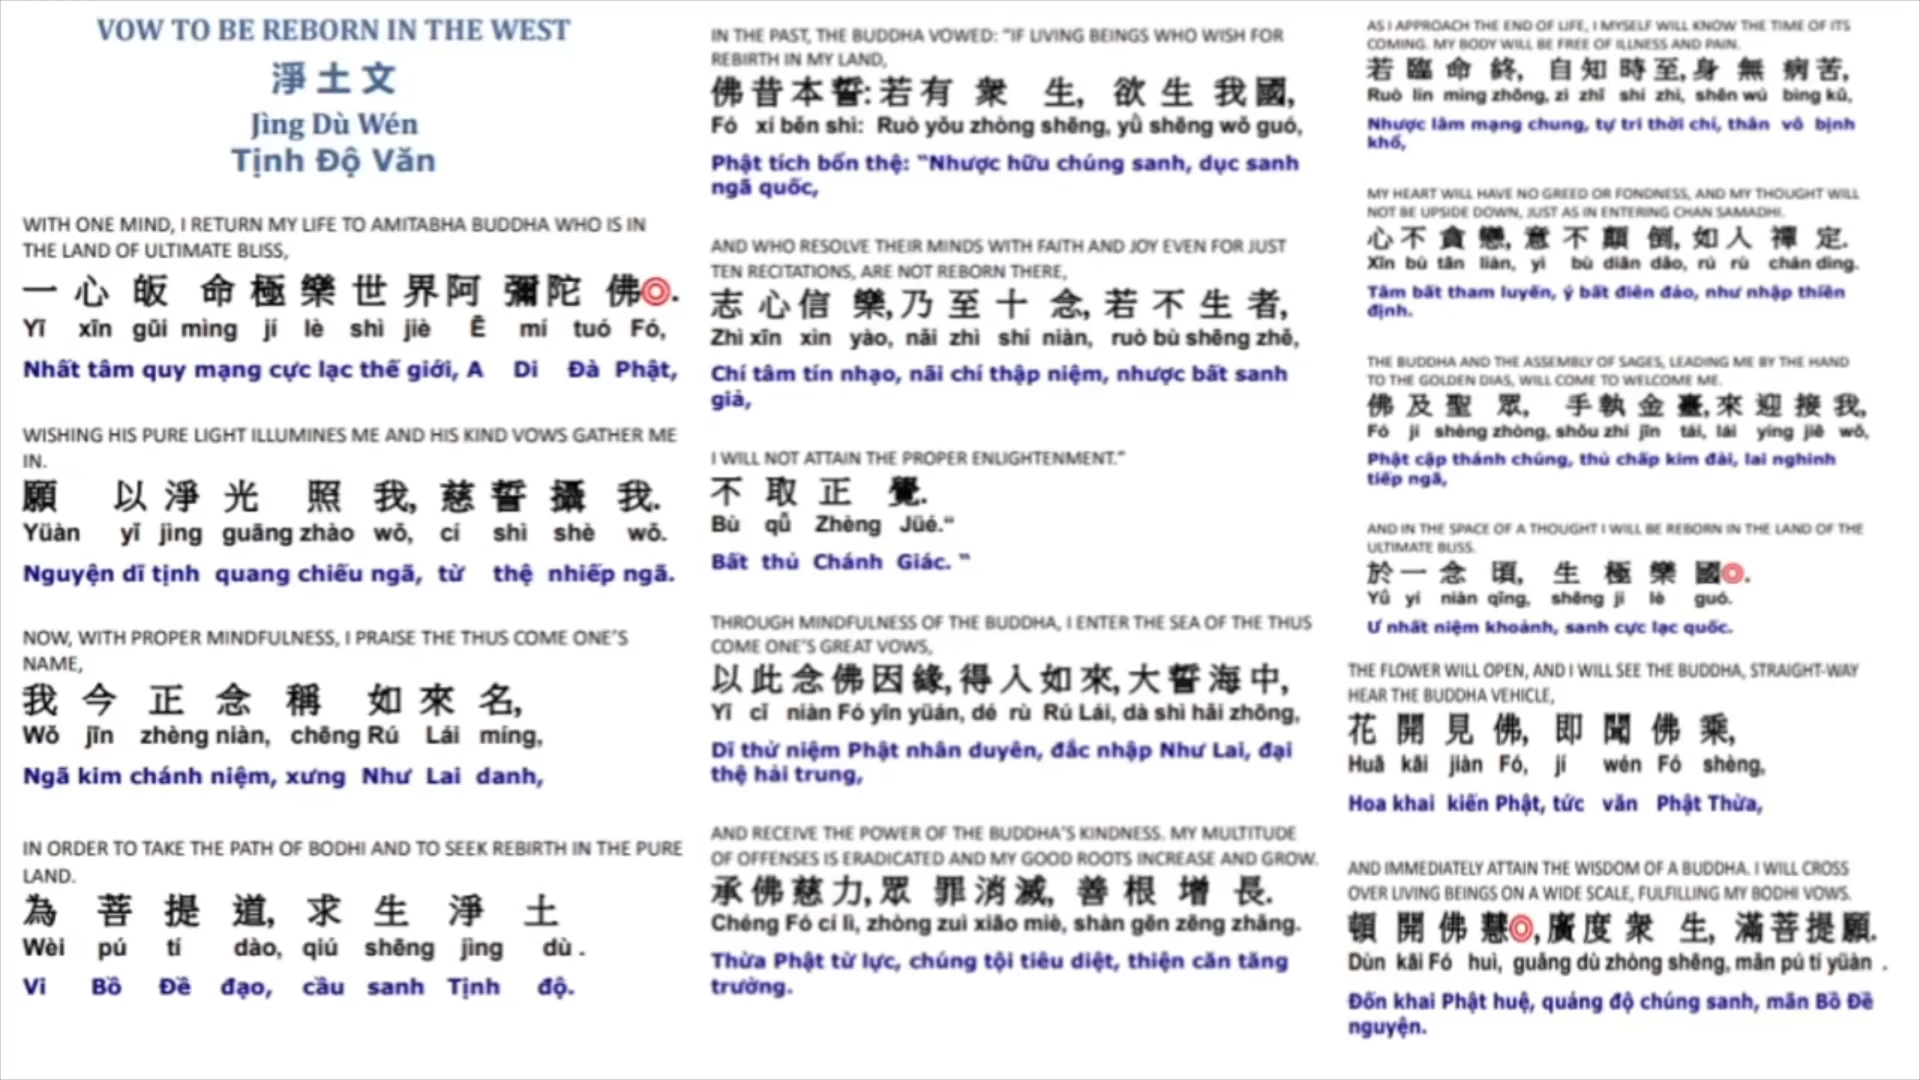 VOW TO BE REBORN IN THE WEST
淨土文
Jìng Dù Wén
Tịnh Độ Văn
WITH ONE MIND, I RETURN MY LIFE TO AMITABHA BUDDHA WHO IS IN
THE LAND OF ULTIMATE BLISS,
一 心 皈 命 極 樂 世 界 阿 彌 陀 佛◎.
Yī xīn gūi mìng jí lè shì jiè Ē mí tuó Fó,
Nhất tâm quy mạng cực lạc thế giới, A Di Đà Phật,
WISHING HIS PURE LIGHT ILLUMINES ME AND HIS KIND VOWS GATHER ME
IN.
願 以 淨 光 照 我, 慈 誓 攝 我.
Yüàn yǐ jìng guāng zhào wǒ, cí shì shè wǒ.
Nguyện dĩ tịnh quang chiếu ngã, từ thệ nhiếp ngã.
NOW, WITH PROPER MINDFULNESS, I PRAISE THE THUS COME ONE'S
NAME,
我 今 正 念 稱 如 來 名,
Wǒ jīn zhèng niàn, chēng Rú Lái míng,
Ngã kim chánh niệm, xưng Như Lai danh,
IN ORDER TO TAKE THE PATH OF BODHI AND TO SEEK REBIRTH IN THE PURE
LAND.
為 菩 提 道, 求 生 淨 土
Wèi pú tí dào, qiú shēng jìng dù .
Vi Bồ Đề đạo, cầu sanh Tịnh độ.
IN THE PAST, THE BUDDHA VOWED: "IF LIVING BEINGS WHO WISH FOR
REBIRTH IN MY LAND,
佛 昔 本 誓: 若 有 衆 生, 欲 生 我 國,
Fó xí běn shì: Ruò yǒu zhòng shēng, yǜ shēng wǒ guó,
Phật tích bổn thệ: "Nhược hữu chúng sanh, dục sanh
ngã quốc,
AND WHO RESOLVE THEIR MINDS WITH FAITH AND JOY EVEN FOR JUST
TEN RECITATIONS, ARE NOT REBORN THERE,
志 心 信 樂, 乃 至 十 念, 若 不 生 者,
Zhì xīn xìn yào, nǎi zhì shí niàn, ruò bù shēng zhě,
Chí tâm tín nhạo, nãi chí thập niệm, nhược bất sanh
giả,
I WILL NOT ATTAIN THE PROPER ENLIGHTENMENT."
不 取 正 覺.
Bù qǚ Zhèng Jüé."
Bất thủ Chánh Giác. "
THROUGH MINDFULNESS OF THE BUDDHA, I ENTER THE SEA OF THE THUS
COME ONE'S GREAT VOWS,
以 此 念 佛 因 緣, 得 入 如 來, 大 誓 海 中,
Yǐ cǐ niàn Fó yīn yüán, dé rù Rú Lái, dà shì hǎi zhōng,
Dĩ thử niệm Phật nhân duyên, đắc nhập Như Lai, đại
thệ hải trung,
AND RECEIVE THE POWER OF THE BUDDHA'S KINDNESS. MY MULTITUDE
OF OFFENSES IS ERADICATED AND MY GOOD ROOTS INCREASE AND GROW.
承 佛 慈 力, 眾 罪 消 滅, 善 根 增 長.
Chéng Fó cí lì, zhòng zuì xiāo miè, shàn gēn zēng zhǎng.
Thừa Phật từ lực, chúng tội tiêu diệt, thiện căn tăng
trưởng.
AS I APPROACH THE END OF LIFE, I MYSELF WILL KNOW THE TIME OF ITS
COMING. MY BODY WILL BE FREE OF ILLNESS AND PAIN.
若 臨 命 終, 自 知 時 至, 身 無 病 苦,
Ruò lín mìng zhōng, zì zhī shí zhì, shēn wú bìng kǔ,
Nhược lâm mạng chung, tự tri thời chí, thân vô bịnh
khổ,
MY HEART WILL HAVE NO GREED OR FONDNESS, AND MY THOUGHT WILL
NOT BE UPSIDE DOWN, JUST AS IN ENTERING CHAN SAMADHI.
心 不 貪 戀, 意 不 顛 倒, 如 入 禪 定.
Xīn bù tān liàn, yì bù diān dǎo, rú rù chán dìng.
Tâm bất tham luyến, ý bất điên đảo, như nhập thiền
định.
THE BUDDHA AND THE ASSEMBLY OF SAGES, LEADING ME BY THE HAND
TO THE GOLDEN DIAS, WILL COME TO WELCOME ME.
佛 及 聖 眾, 手 執 金 臺, 來 迎 接 我,
Fó jí shèng zhòng, shǒu zhí jīn tái, lái yíng jiē wǒ,
Phật cập thánh chúng, thủ chấp kim đài, lai nghinh
tiếp ngã,
AND IN THE SPACE OF A THOUGHT I WILL BE REBORN IN THE LAND OF THE
ULTIMATE BLISS.
於 一 念 頃, 生 極 樂 國◎.
Yǘ yí niàn qǐng, shēng jí lè guó.
Ư nhất niệm khoảnh, sanh cực lạc quốc.
THE FLOWER WILL OPEN, AND I WILL SEE THE BUDDHA, STRAIGHT-WAY
HEAR THE BUDDHA VEHICLE,
花 開 見 佛, 即 聞 佛 乘,
Huā kāi jiàn Fó, jí wén Fó shèng,
Hoa khai kiến Phật, tức văn Phật Thừa,
AND IMMEDIATELY ATTAIN THE WISDOM OF A BUDDHA. I WILL CROSS
OVER LIVING BEINGS ON A WIDE SCALE, FULFILLING MY BODHI VOWS.
頓 開 佛 慧◎, 廣 度 衆 生, 滿 菩 提 願.
Dùn kāi Fó huì, guǎng dù zhòng shēng, mǎn pú tí yüàn .
Đốn khai Phật huệ, quảng độ chúng sanh, mãn Bồ Đề
nguyện.